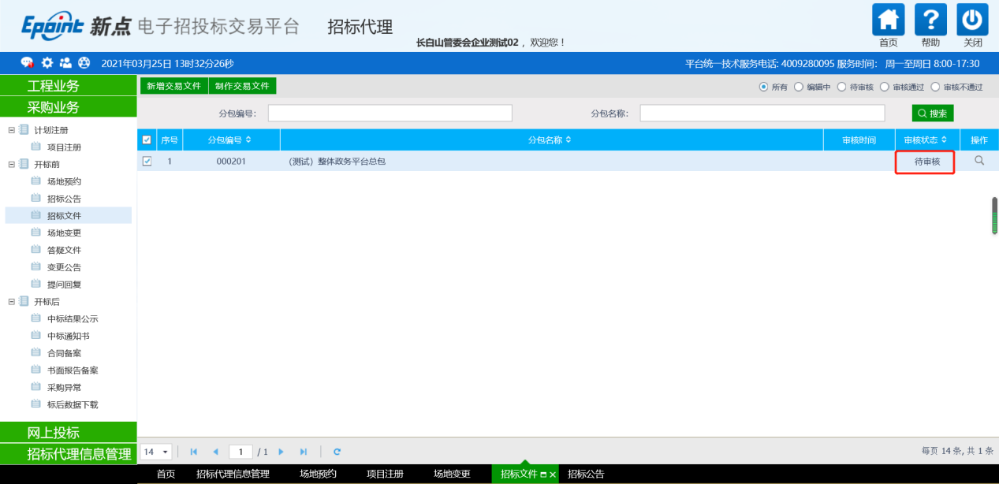 Epoint 新点 电子招投标交易平台 招标代理
长白山管委会企业测试02 ，欢迎您！
首页 帮助 关闭
2021年03月25日 13时32分26秒 平台统一技术服务电话: 4009280095 服务时间： 周一至周日 8:00-17:30
工程业务
采购业务
计划注册
项目注册
开标前
场地预约
招标公告
招标文件
场地变更
答疑文件
变更公告
提问回复
开标后
中标结果公示
中标通知书
合同备案
书面报告备案
采购异常
标后数据下载
网上投标
招标代理信息管理
新增交易文件 制作交易文件 所有 编辑中 待审核 审核通过 审核不通过
分包编号： 分包名称： 搜索
序号 分包编号 分包名称 审核时间 审核状态 操作
1 000201 （测试）整体政务平台总包 待审核
14 1 / 1 每页 14 条, 共 1 条
首页 招标代理信息管理 场地预约 项目注册 场地变更 招标文件 招标公告